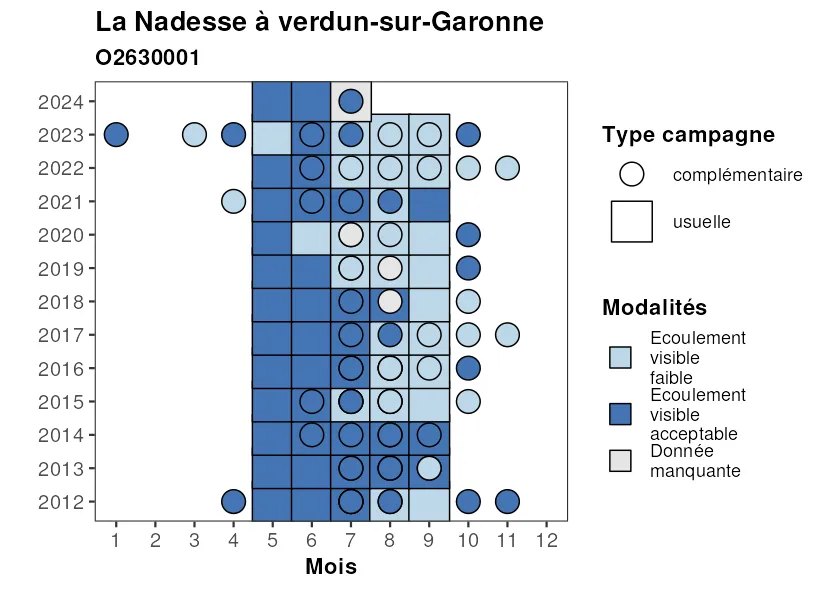 La Nadesse à verdun-sur-Garonne
O2630001
2024
2023
2022
2021
2020
2019
2018
2017
2016
2015
2014
2013
2012
1 2 3 4 5 6 7 8 9 10 11 12
Mois
Type campagne
complémentaire
usuelle
Modalités
Ecoulement
visible
faible
Ecoulement
visible
acceptable
Donnée
manquante